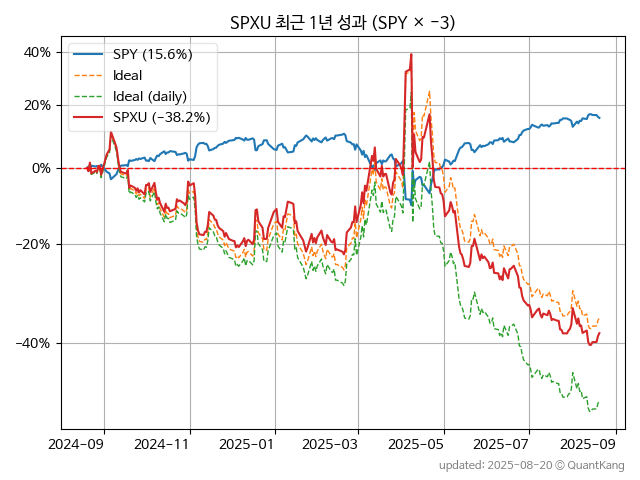 SPXU 최근 1년 성과 (SPY × −3)
SPY (15.6%)
Ideal
Ideal (daily)
SPXU (−38.2%)
40%
20%
0%
−20%
−40%
2024-09 2024-11 2025-01 2025-03 2025-05 2025-07 2025-09
updated: 2025-08-20 © QuantKang